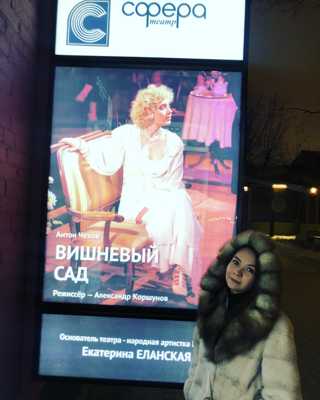 сфера
театр
Антон Чехов
ВИШНЕВЫЙ
САД
Режиссёр — Александр Коршунов
Основатель театра - народная артистка
Екатерина ЕЛАНСКАЯ